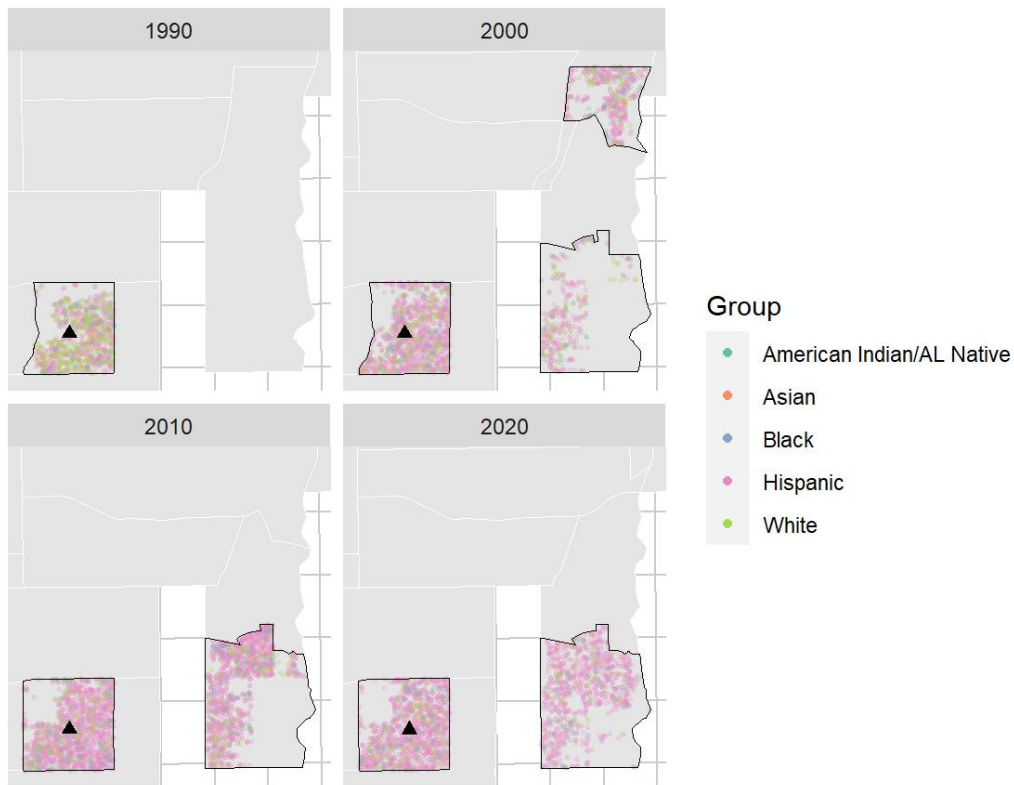 1990
2000
2010
2020
Group
American Indian/AL Native
Asian
Black
Hispanic
White